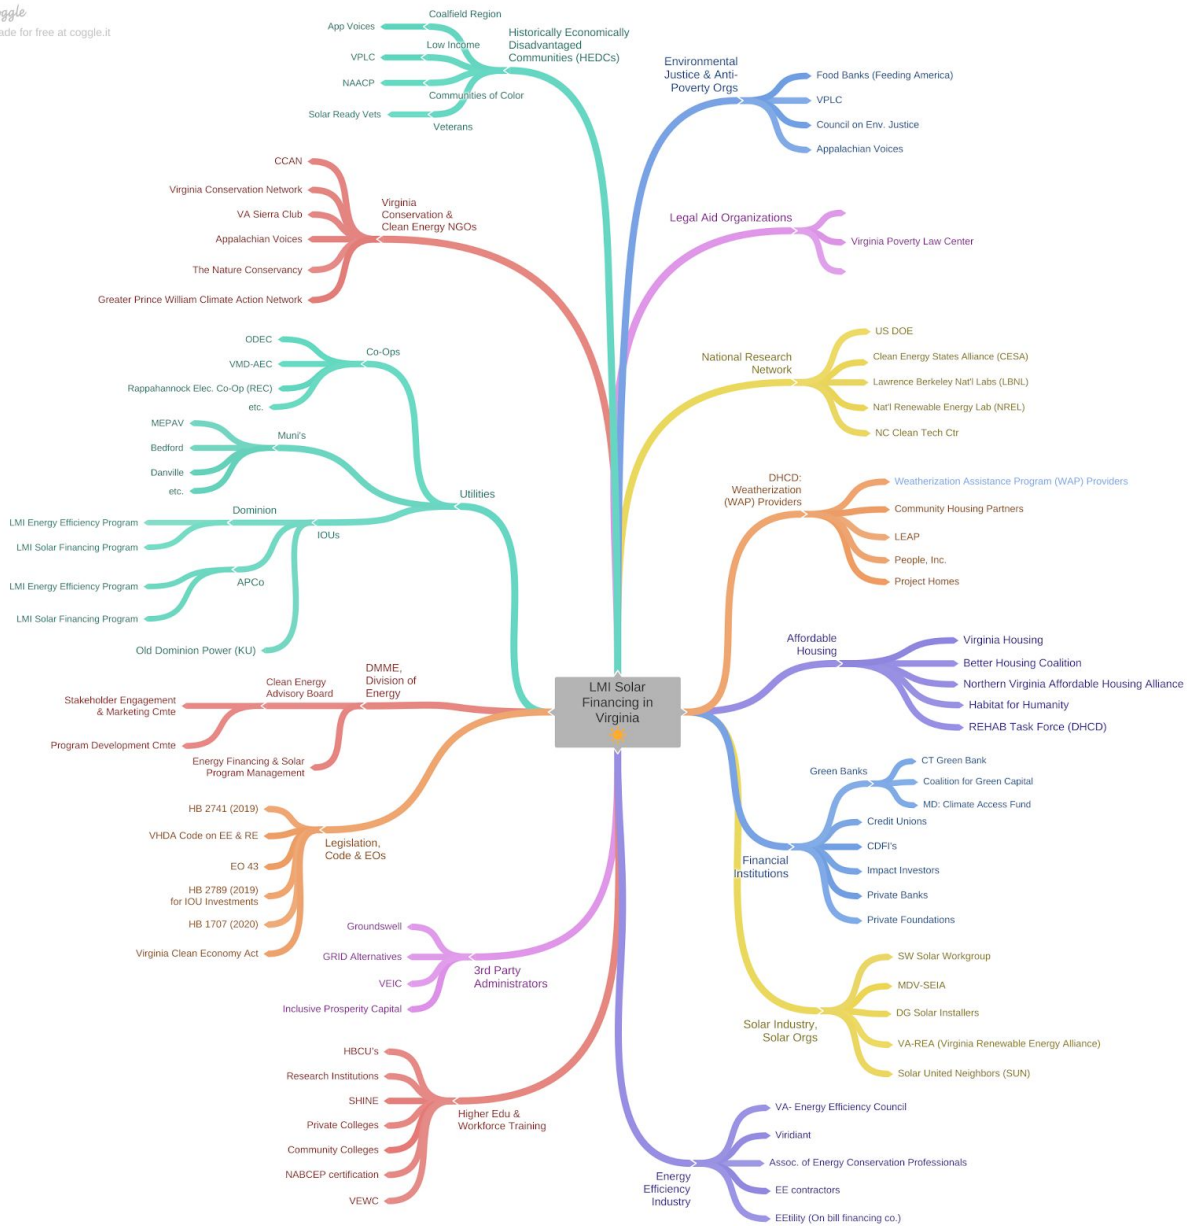 ggle
ade for free at coggle.it
Coalfield Region
App Voices
Low Income
VPLC
NAACP
Communities of Color
Solar Ready Vets
Veterans
Historically Economically
Disadvantaged
Communities (HEDCs)
CCAN
Virginia Conservation Network
VA Sierra Club
Appalachian Voices
The Nature Conservancy
Greater Prince William Climate Action Network
Virginia
Conservation &
Clean Energy NGOs
ODEC
VMD-AEC
Rappahannock Elec. Co-Op (REC)
etc.
Co-Ops
MEPAV
Bedford
Danville
etc.
Muni's
Utilities
Dominion
LMI Energy Efficiency Program
LMI Solar Financing Program
IOUs
APCo
LMI Energy Efficiency Program
LMI Solar Financing Program
Old Dominion Power (KU)
DMME,
Division of
Energy
Clean Energy
Advisory Board
Stakeholder Engagement
& Marketing Cmte
Program Development Cmte
Energy Financing & Solar
Program Management
HB 2741 (2019)
VHDA Code on EE & RE
EO 43
HB 2789 (2019)
for IOU Investments
HB 1707 (2020)
Virginia Clean Economy Act
Legislation,
Code & EOs
Groundswell
GRID Alternatives
VEIC
Inclusive Prosperity Capital
3rd Party
Administrators
HBCU's
Research Institutions
SHINE
Private Colleges
Community Colleges
NABCEP certification
VEWC
Higher Edu &
Workforce Training
LMI Solar
Financing in
Virginia
Environmental
Justice & Anti-
Poverty Orgs
Food Banks (Feeding America)
VPLC
Council on Env. Justice
Appalachian Voices
Legal Aid Organizations
Virginia Poverty Law Center
National Research
Network
US DOE
Clean Energy States Alliance (CESA)
Lawrence Berkeley Nat'l Labs (LBNL)
Nat'l Renewable Energy Lab (NREL)
NC Clean Tech Ctr
DHCD:
Weatherization
(WAP) Providers
Weatherization Assistance Program (WAP) Providers
Community Housing Partners
LEAP
People, Inc.
Project Homes
Affordable
Housing
Virginia Housing
Better Housing Coalition
Northern Virginia Affordable Housing Alliance
Habitat for Humanity
REHAB Task Force (DHCD)
Green Banks
CT Green Bank
Coalition for Green Capital
MD: Climate Access Fund
Credit Unions
CDFI's
Impact Investors
Private Banks
Private Foundations
Financial
Institutions
SW Solar Workgroup
MDV-SEIA
DG Solar Installers
VA-REA (Virginia Renewable Energy Alliance)
Solar United Neighbors (SUN)
Solar Industry,
Solar Orgs
VA- Energy Efficiency Council
Viridiant
Assoc. of Energy Conservation Professionals
EE contractors
EEtility (On bill financing co.)
Energy
Efficiency
Industry